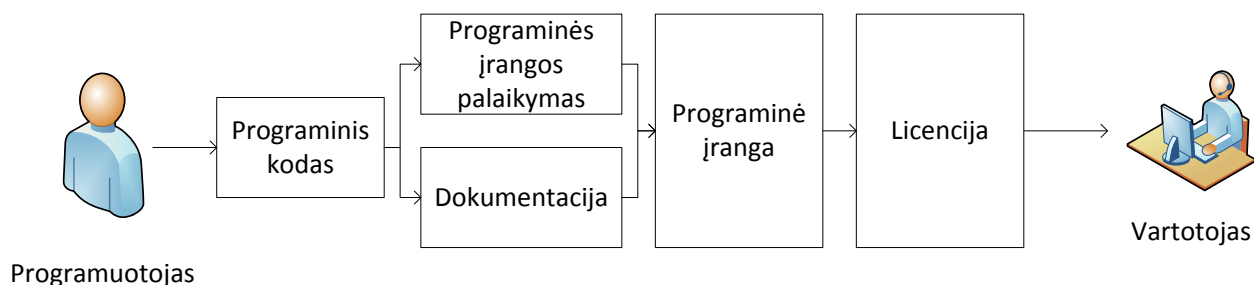 Programuotojas
Programinis
kodas
Programinės
įrangos
palaikymas
Dokumentacija
Programinė
įranga
Licencija
Vartotojas